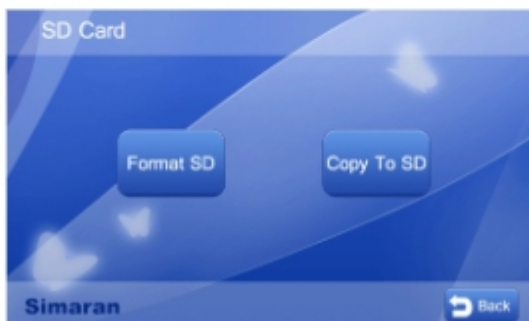 SD Card
Format SD
Copy To SD
Simaran
Back